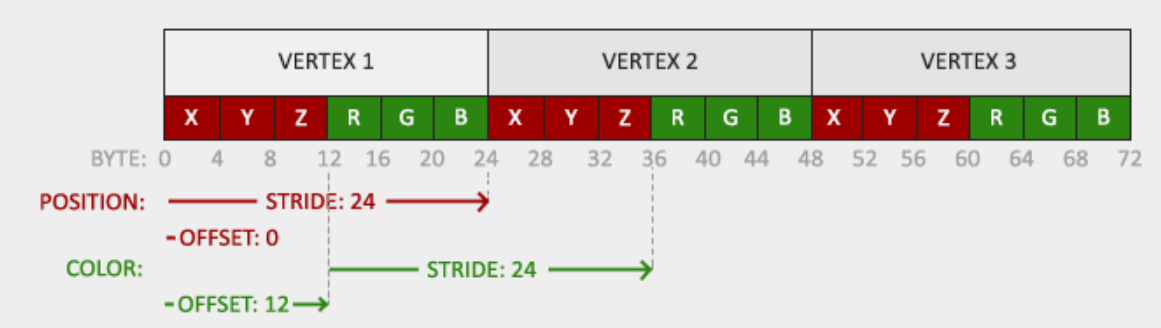 VERTEX 1 VERTEX 2 VERTEX 3
X Y Z R G B X Y Z R G B X Y Z R G B
BYTE: 0 4 8 12 16 20 24 28 32 36 40 44 48 52 56 60 64 68 72
POSITION: STRIDE: 24
-OFFSET: 0
COLOR: STRIDE: 24
-OFFSET: 12